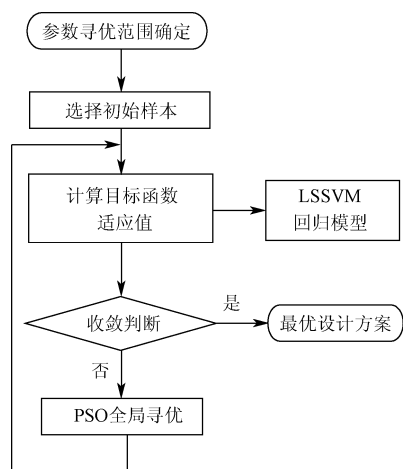 参数寻优范围确定
选择初始样本
计算目标函数
适应值
LSSVM
回归模型
收敛判断
是
最优设计方案
否
PSO全局寻优